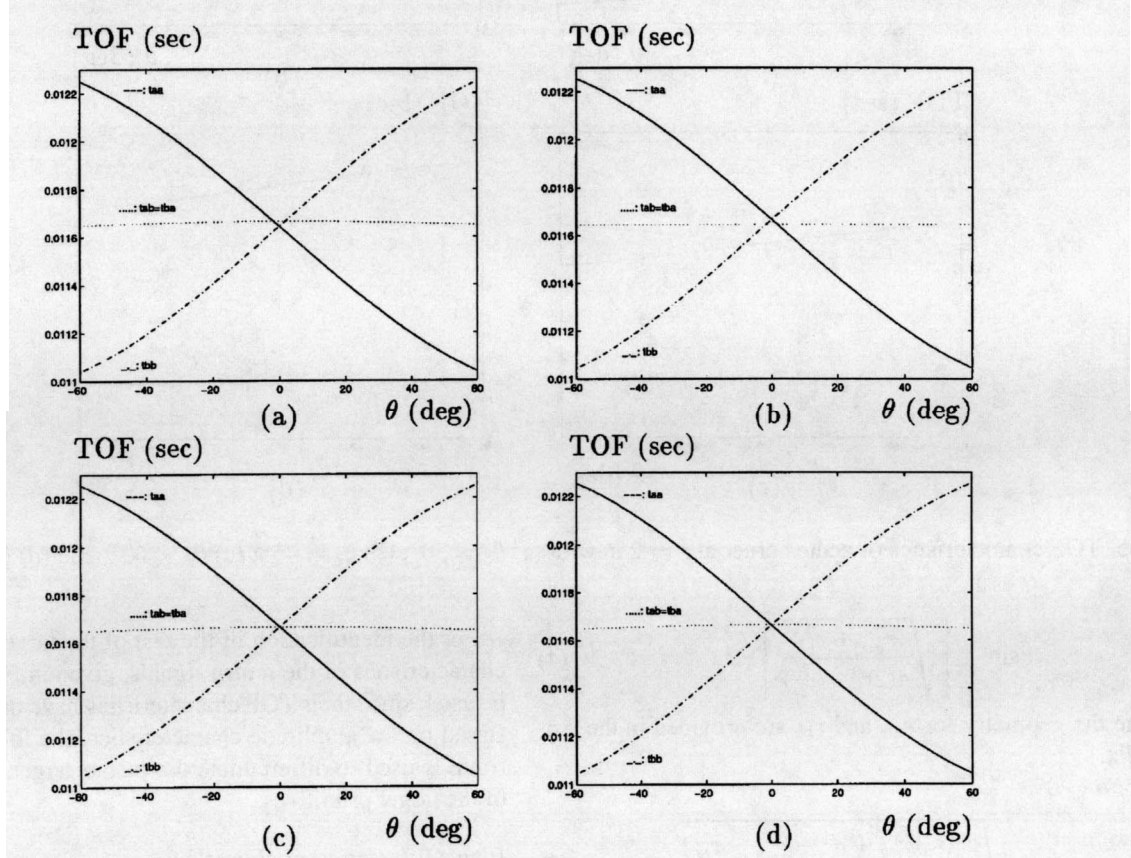 TOF (sec)
0.0122
0.012
0.0118
0.0116
0.0114
0.0112
0.011
-60
-40
-20
0
20
40
60
: taa
: tab=tba
: tbb
(a)
θ (deg)
TOF (sec)
0.0122
0.012
0.0118
0.0116
0.0114
0.0112
0.011
-60
-40
-20
0
20
40
60
: taa
: tab=tba
: tbb
(b)
θ (deg)
TOF (sec)
0.0122
0.012
0.0118
0.0116
0.0114
0.0112
0.011
-60
-40
-20
0
20
40
60
: taa
: tab=tba
: tbb
(c)
θ (deg)
TOF (sec)
0.0122
0.012
0.0118
0.0116
0.0114
0.0112
0.011
-60
-40
-20
0
20
40
60
: taa
: tab=tba
: tbb
(d)
θ (deg)